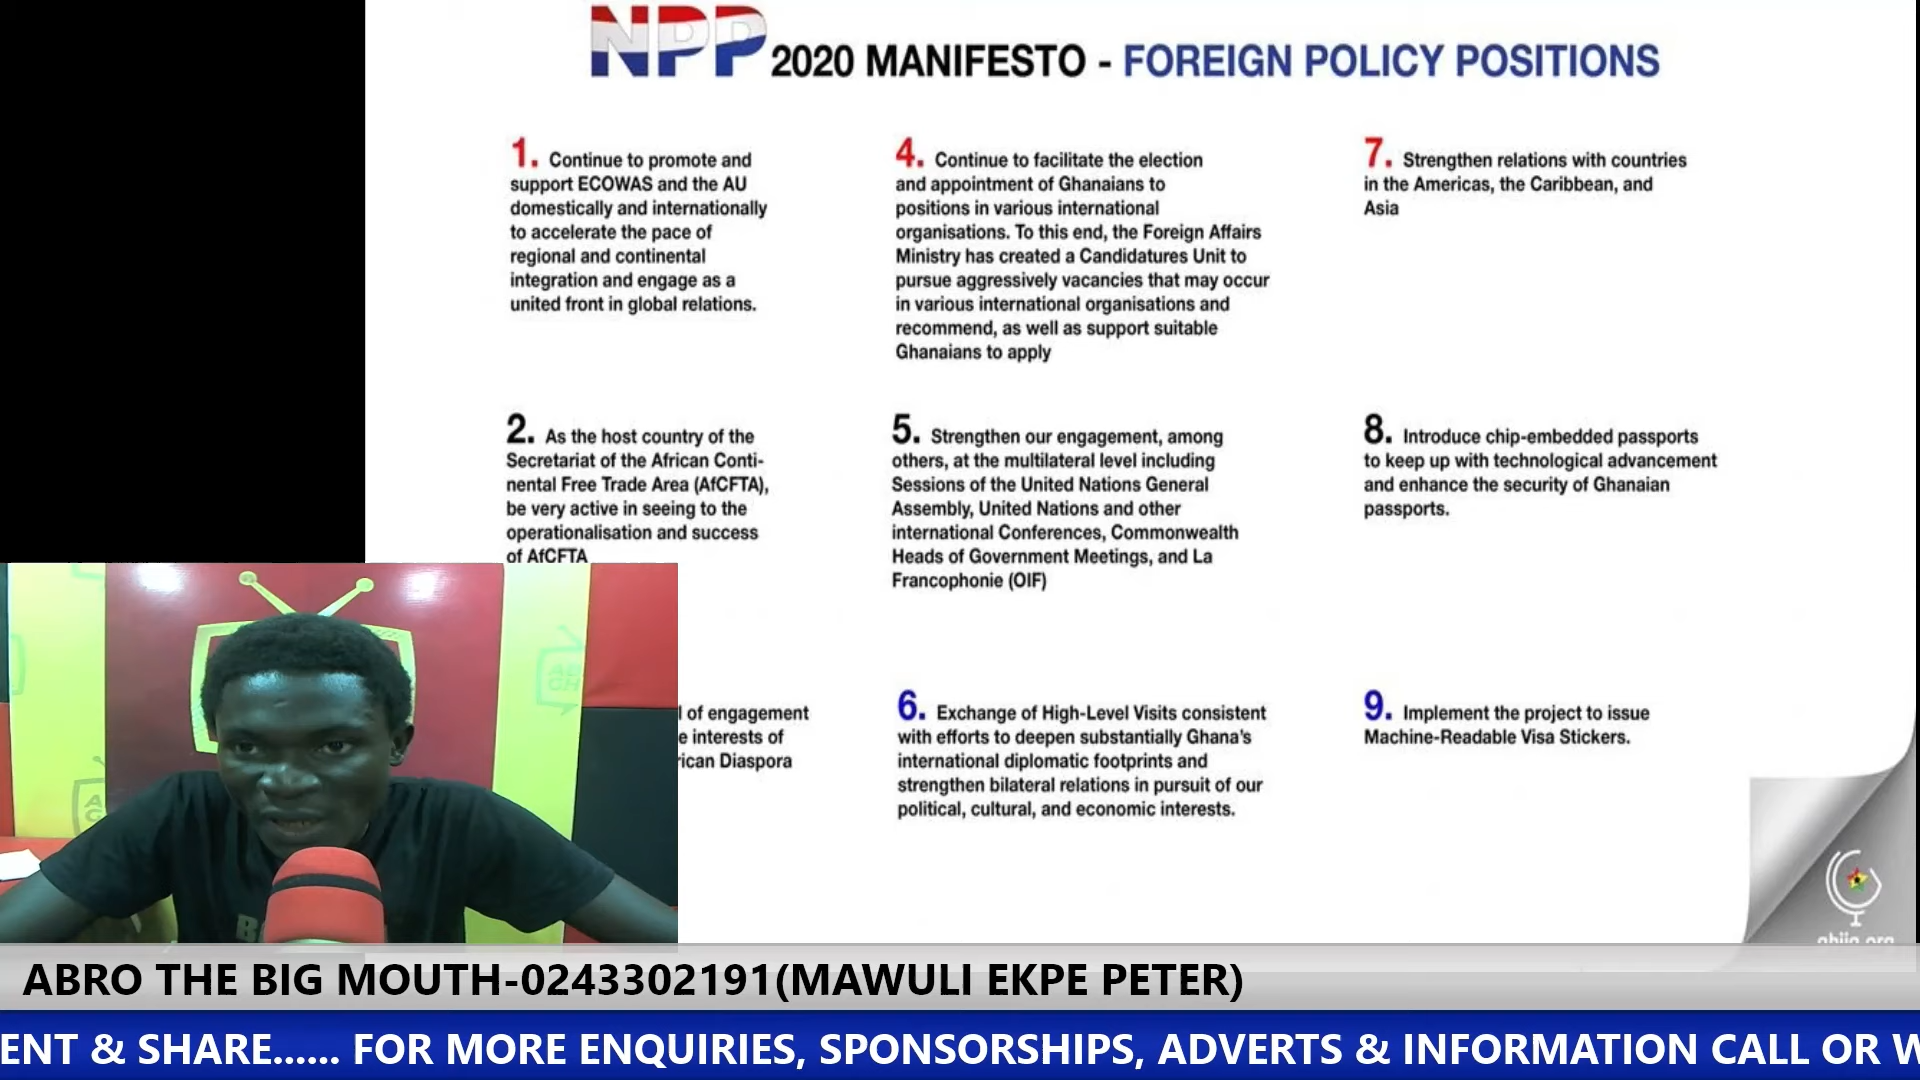 NPP 2020 MANIFESTO - FOREIGN POLICY POSITIONS
1. Continue to promote and
support ECOWAS and the AU
domestically and internationally
to accelerate the pace of
regional and continental
integration and engage as a
united front in global relations.
2. As the host country of the
Secretariat of the African Conti-
nental Free Trade Area (AfCFTA),
be very active in seeing to the
operationalisation and success
of AfCFTA
of engagement
interests of
Diaspora
4. Continue to facilitate the election
and appointment of Ghanaians to
positions in various international
organisations. To this end, the Foreign Affairs
Ministry has created a Candidatures Unit to
pursue aggressively vacancies that may occur
in various international organisations and
recommend, as well as support suitable
Ghanaians to apply
5. Strengthen our engagement, among
others, at the multilateral level including
Sessions of the United Nations General
Assembly, United Nations and other
international Conferences, Commonwealth
Heads of Government Meetings, and La
Francophonie (OIF)
6. Exchange of High-Level Visits consistent
with efforts to deepen substantially Ghana's
international diplomatic footprints and
strengthen bilateral relations in pursuit of our
political, cultural, and economic interests.
7. Strengthen relations with countries
in the Americas, the Caribbean, and
Asia
8. Introduce chip-embedded passports
to keep up with technological advancement
and enhance the security of Ghanaian
passports.
9. Implement the project to issue
Machine-Readable Visa Stickers.
ABRO THE BIG MOUTH-0243302191(MAWULI EKPE PETER)
ENT & SHARE...... FOR MORE ENQUIRIES, SPONSORSHIPS, ADVERTS & INFORMATION CALL OR W